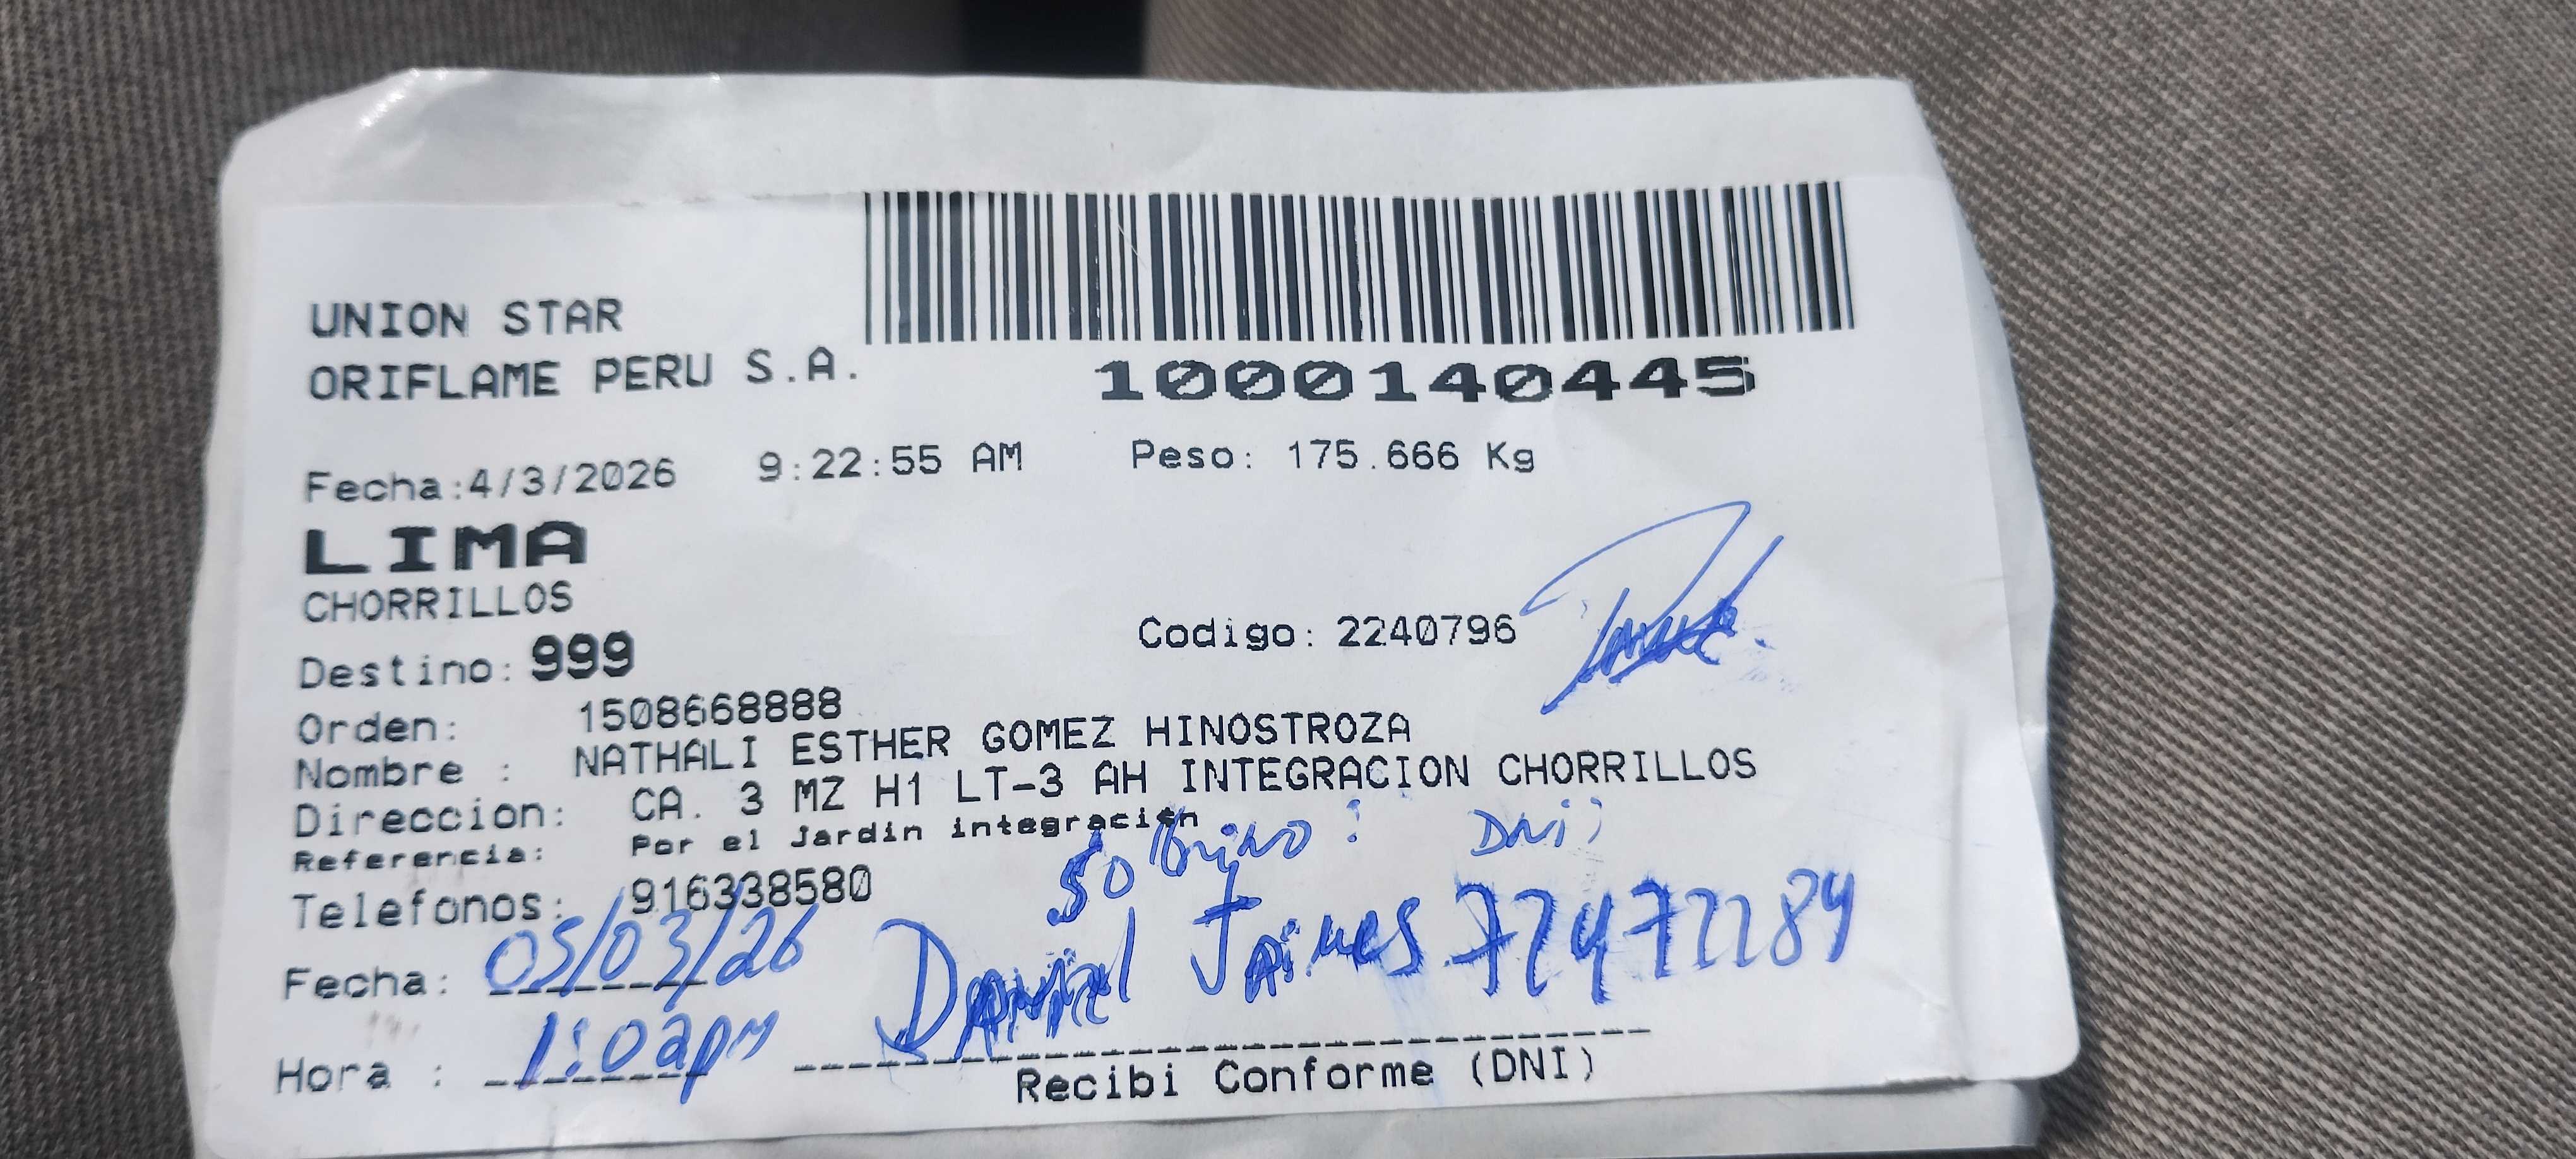 UNION STAR
ORIFLAME PERU S.A.
1000140445
Fecha:4/3/2026 9:22:55 AM Peso: 175.666 Kg
LIMA
CHORRILLOS
Destino: 999 Codigo: 2240796
Orden: 1508668888
Nombre : NATHALI ESTHER GOMEZ HINOSTROZA
Direccion: CA. 3 MZ H1 LT-3 AH INTEGRACION CHORRILLOS
Referencia: Por el Jardin integración
Telefonos: 916338580
Sobrino: DNi:
Fecha: 05/03/26 Daniel Jaimes 72472284
Hora : 1:02pm
Recibi Conforme (DNI)